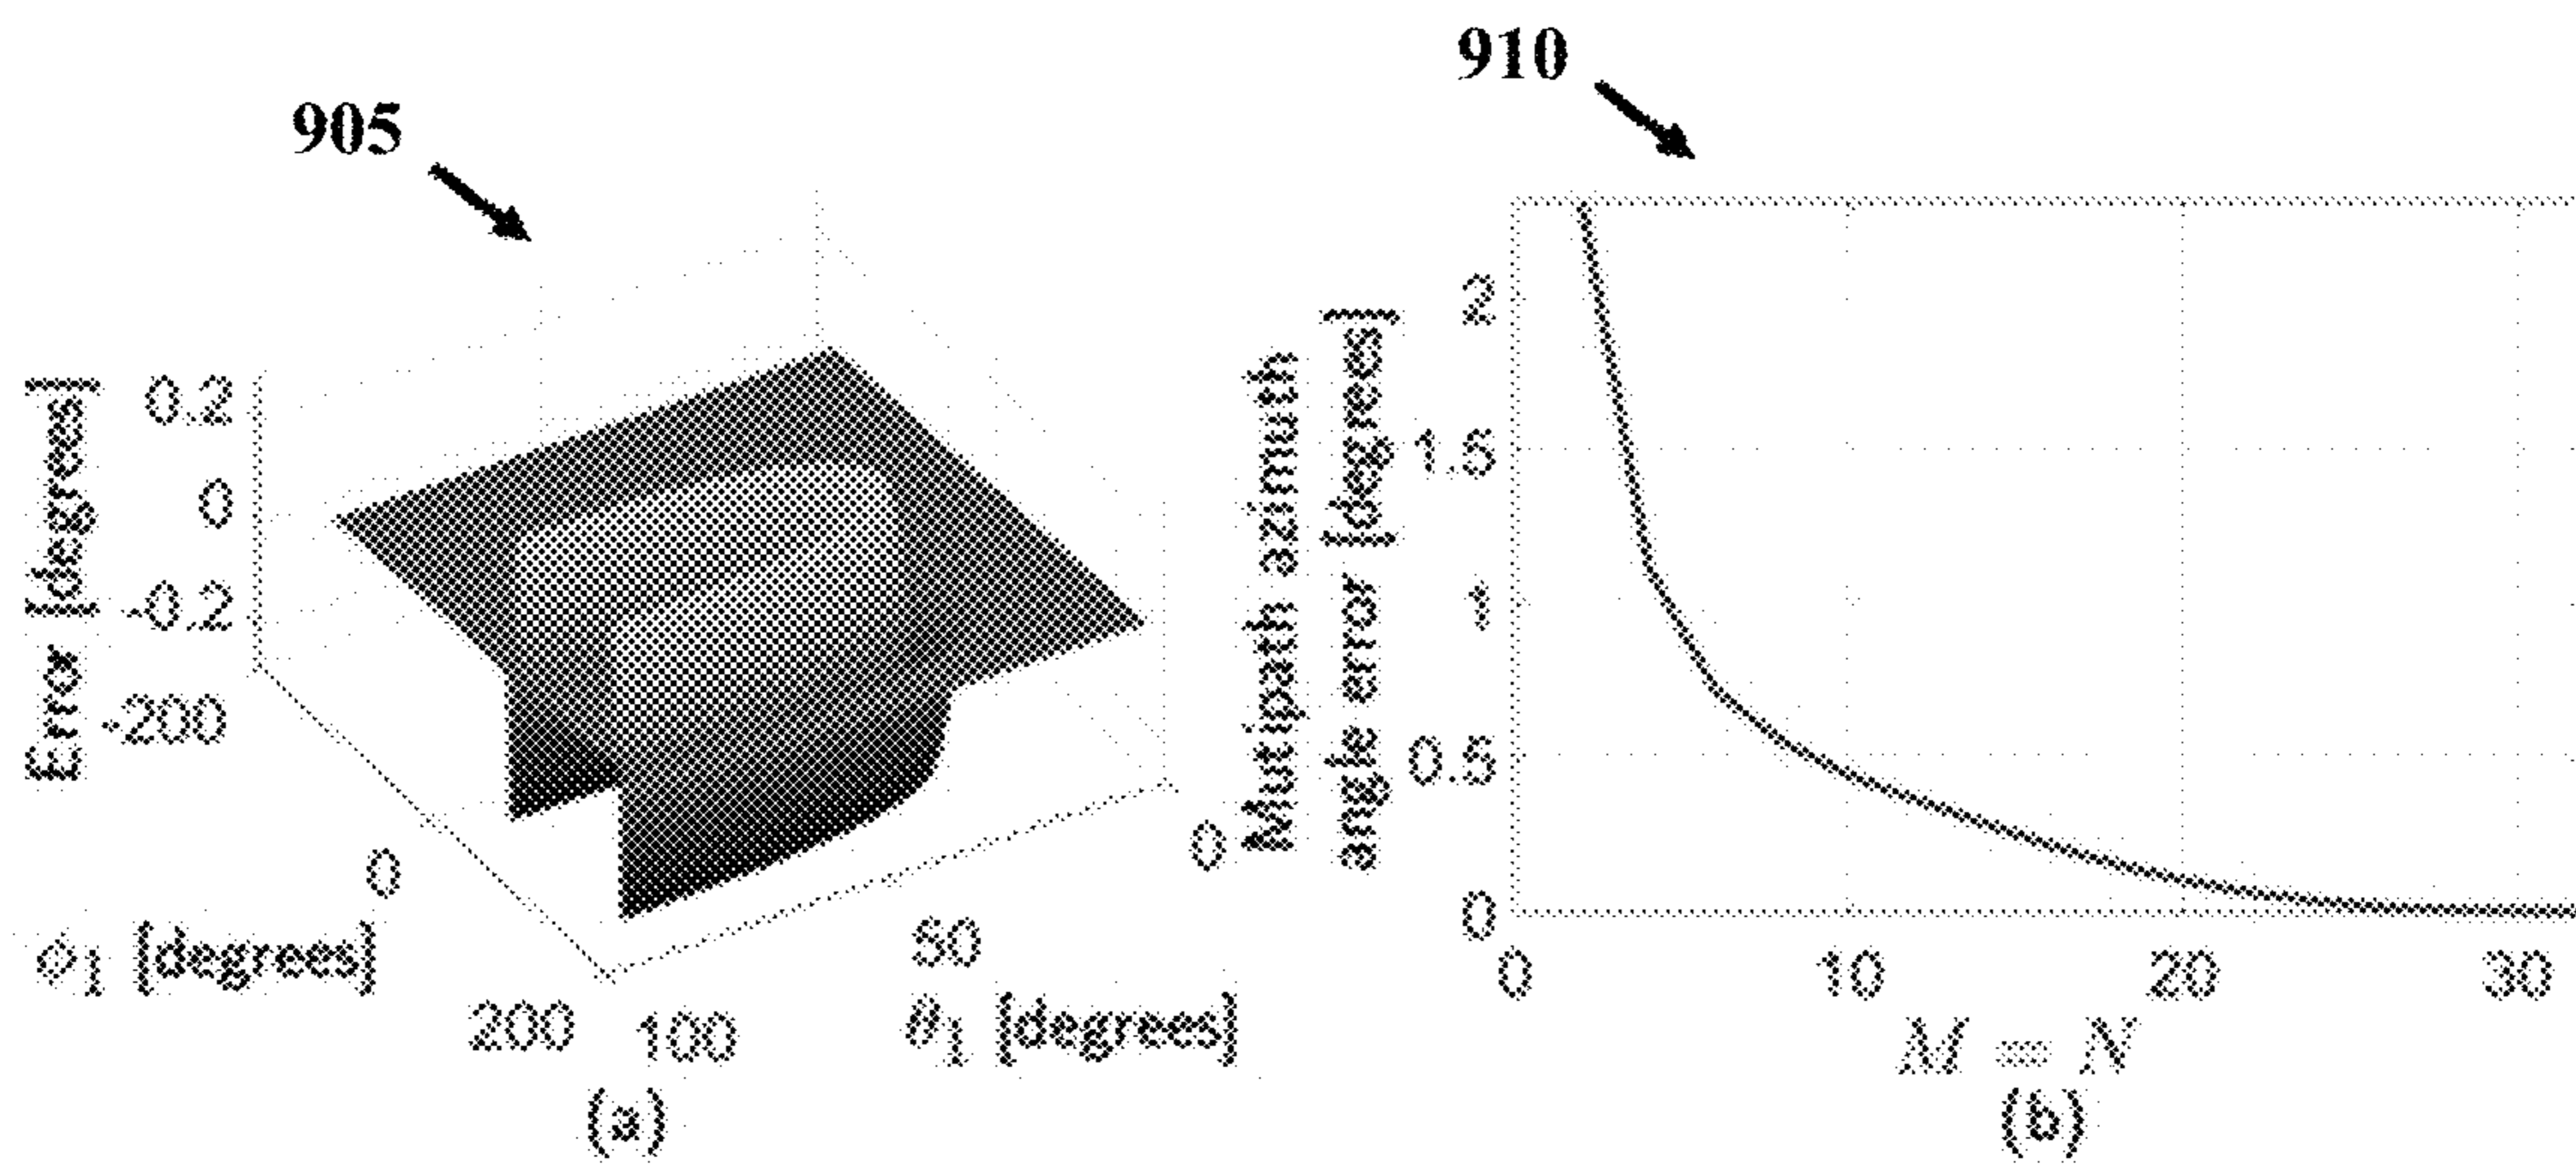 905
Error [degrees]
0.2
0
-0.2
-200
0
200
ϕ1 [degrees]
100
50
0
θ1 [degrees]
(a)
910
Mutipath azimuth
angle error [degrees]
2
1.5
1
0.5
0
0
10
20
30
M = N
(b)